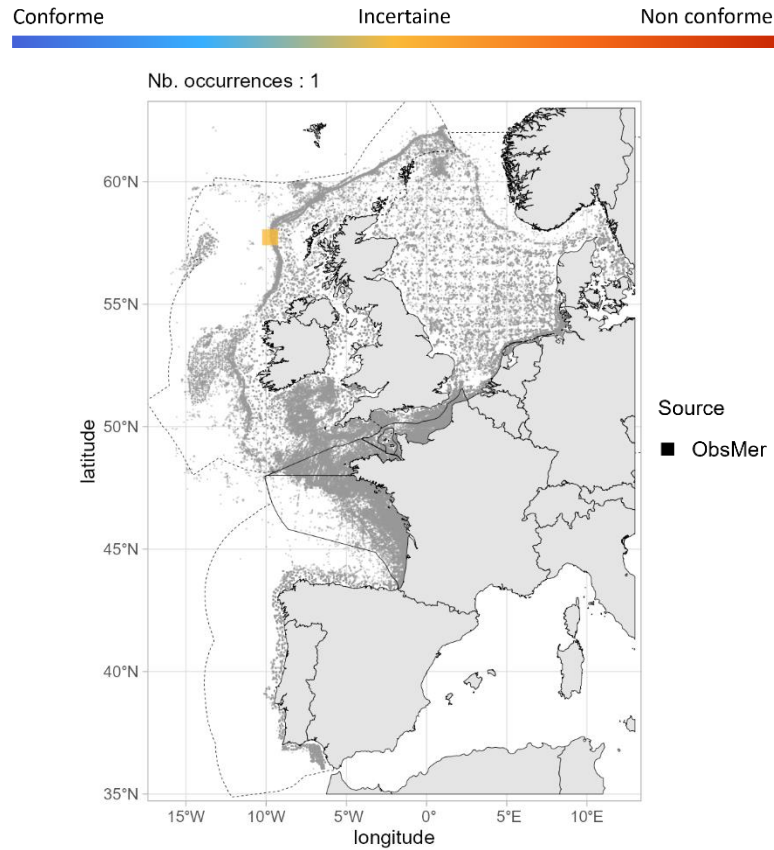 Conforme Incertaine Non conforme
Nb. occurrences : 1
60°N
55°N
50°N
45°N
40°N
35°N
latitude
15°W 10°W 5°W 0° 5°E 10°E
longitude
Source
ObsMer